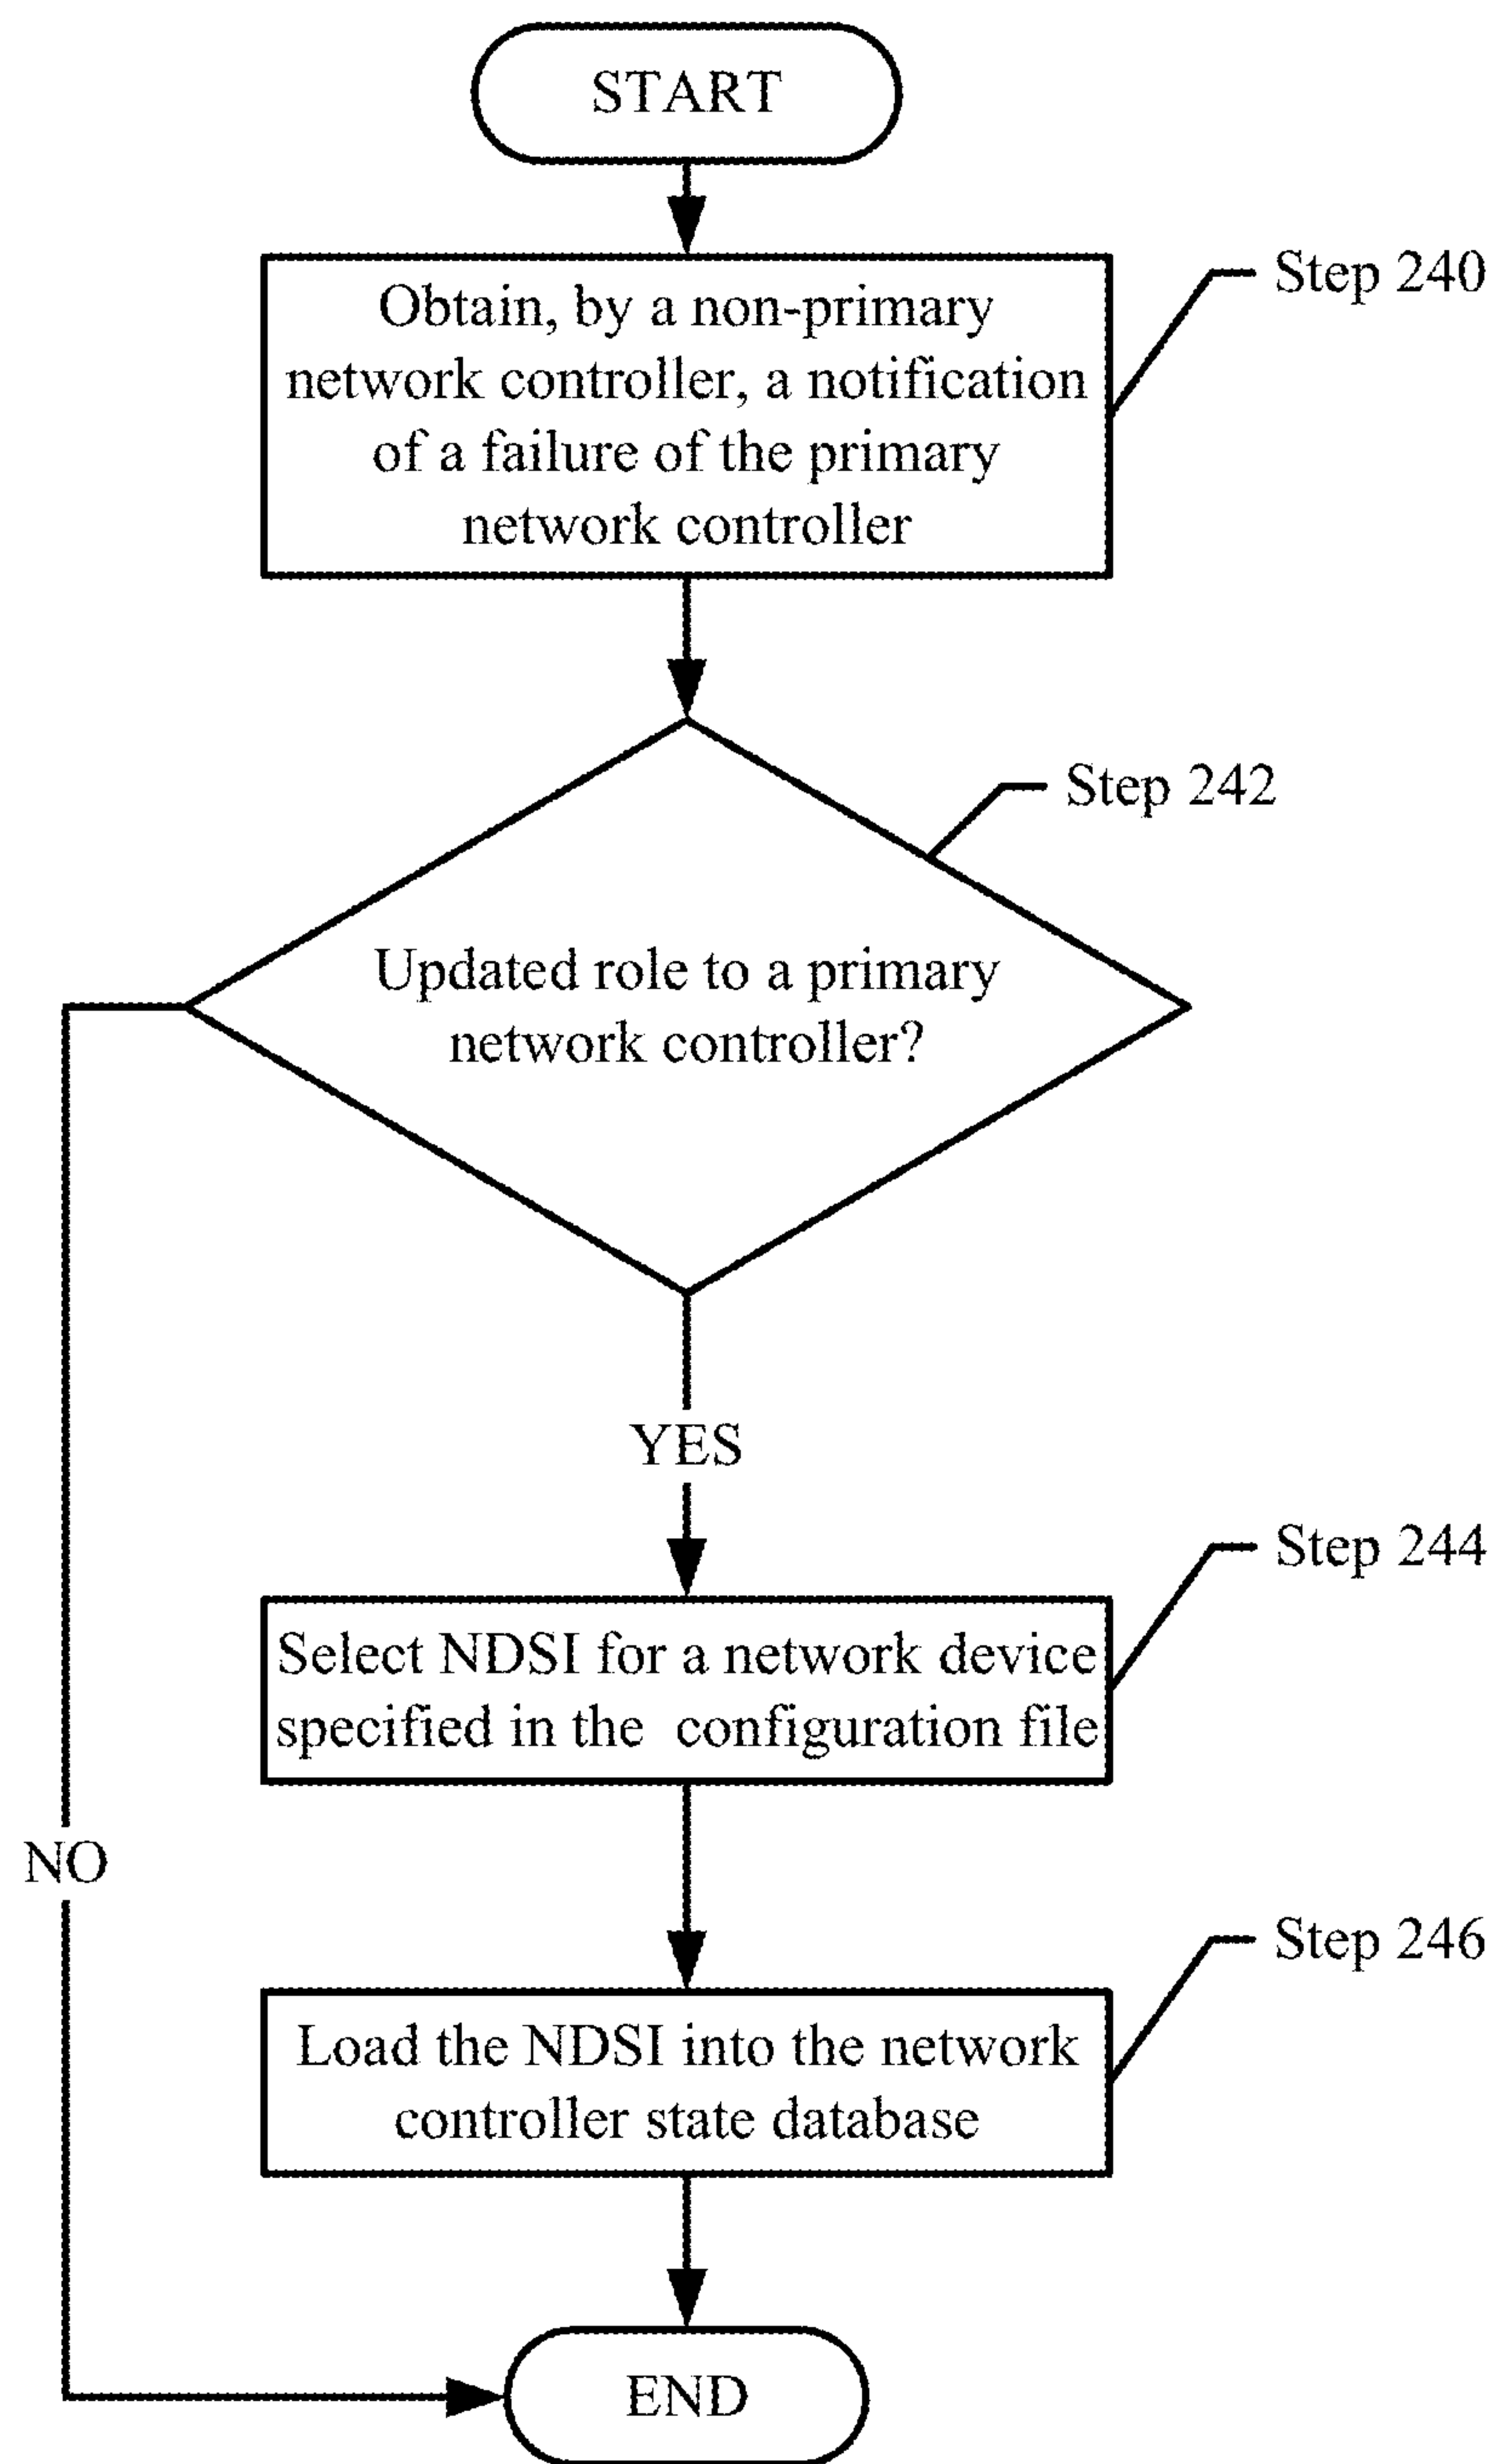 START
Obtain, by a non-primary
network controller, a notification
of a failure of the primary
network controller
Step 240
Updated role to a primary
network controller?
Step 242
YES
Select NDSI for a network device
specified in the configuration file
Step 244
NO
Load the NDSI into the network
controller state database
Step 246
END